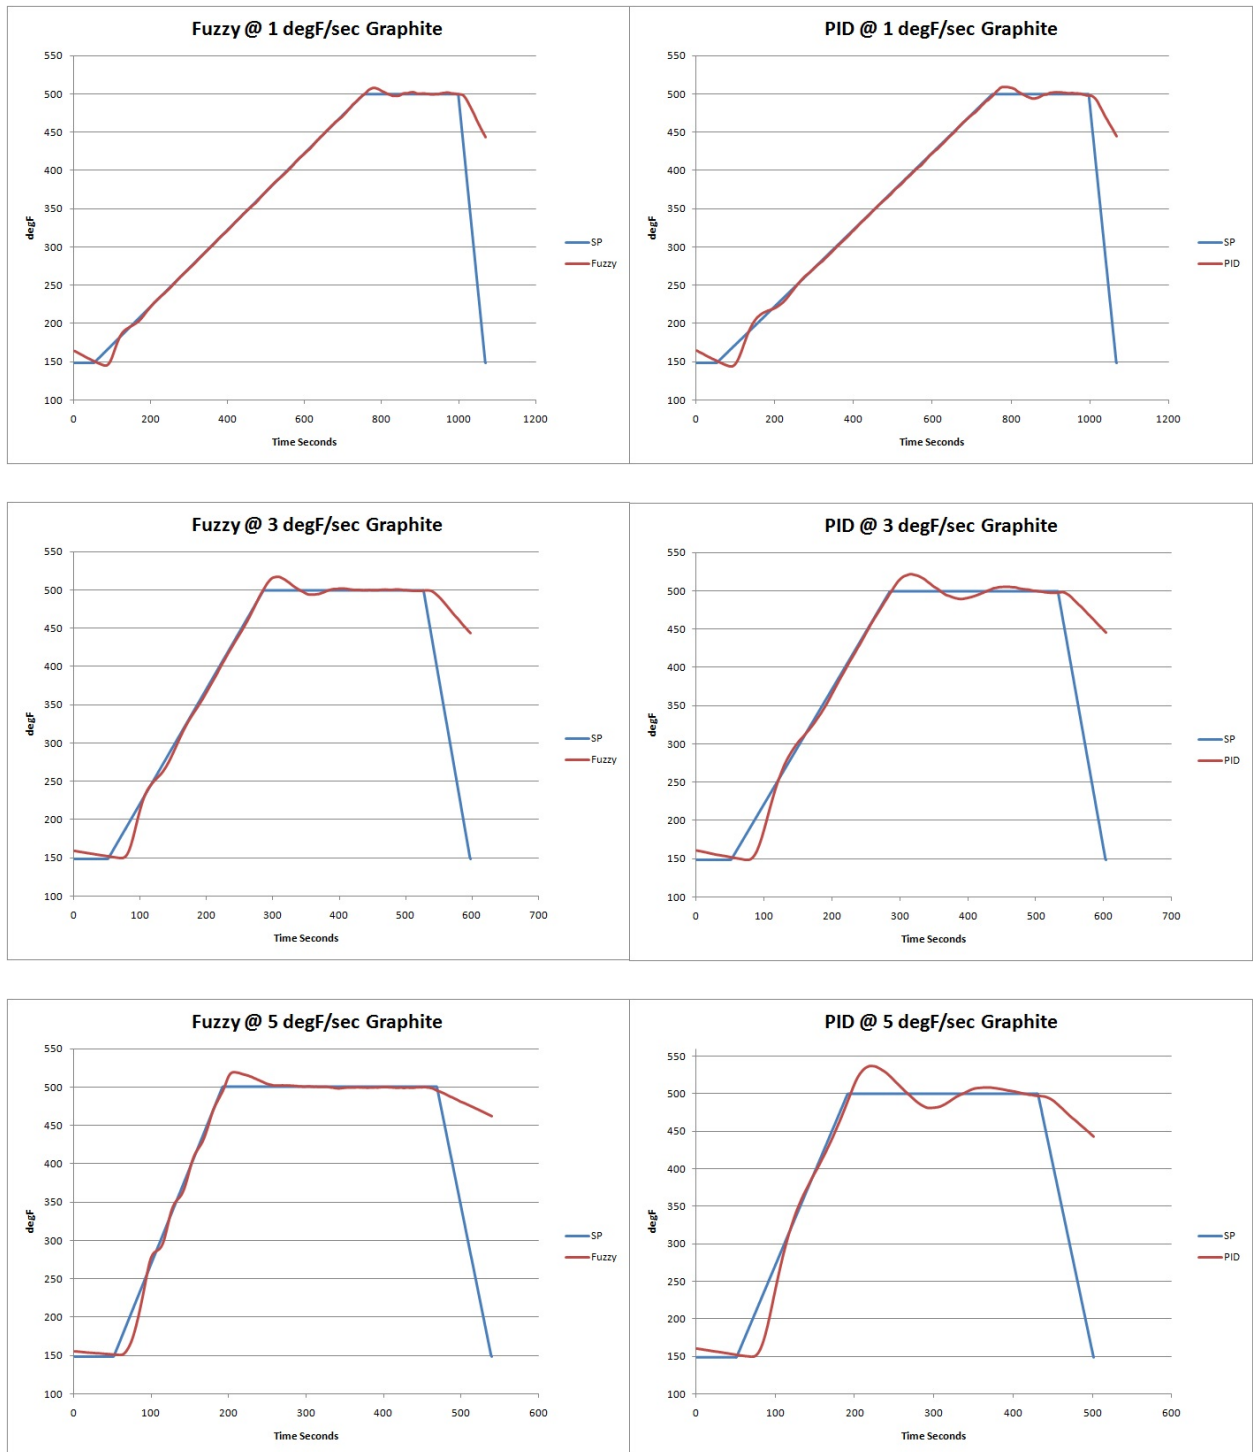 Fuzzy @ 1 degF/sec Graphite
550
500
450
400
350
300
250
200
150
100
degF
0 200 400 600 800 1000 1200
Time Seconds
SP
Fuzzy
PID @ 1 degF/sec Graphite
550
500
450
400
350
300
250
200
150
100
degF
0 200 400 600 800 1000 1200
Time Seconds
SP
PID
Fuzzy @ 3 degF/sec Graphite
550
500
450
400
350
300
250
200
150
100
degF
0 100 200 300 400 500 600 700
Time Seconds
SP
Fuzzy
PID @ 3 degF/sec Graphite
550
500
450
400
350
300
250
200
150
100
degF
0 100 200 300 400 500 600 700
Time Seconds
SP
PID
Fuzzy @ 5 degF/sec Graphite
550
500
450
400
350
300
250
200
150
100
degF
0 100 200 300 400 500 600
Time Seconds
SP
Fuzzy
PID @ 5 degF/sec Graphite
550
500
450
400
350
300
250
200
150
100
degF
0 100 200 300 400 500 600
Time Seconds
SP
PID